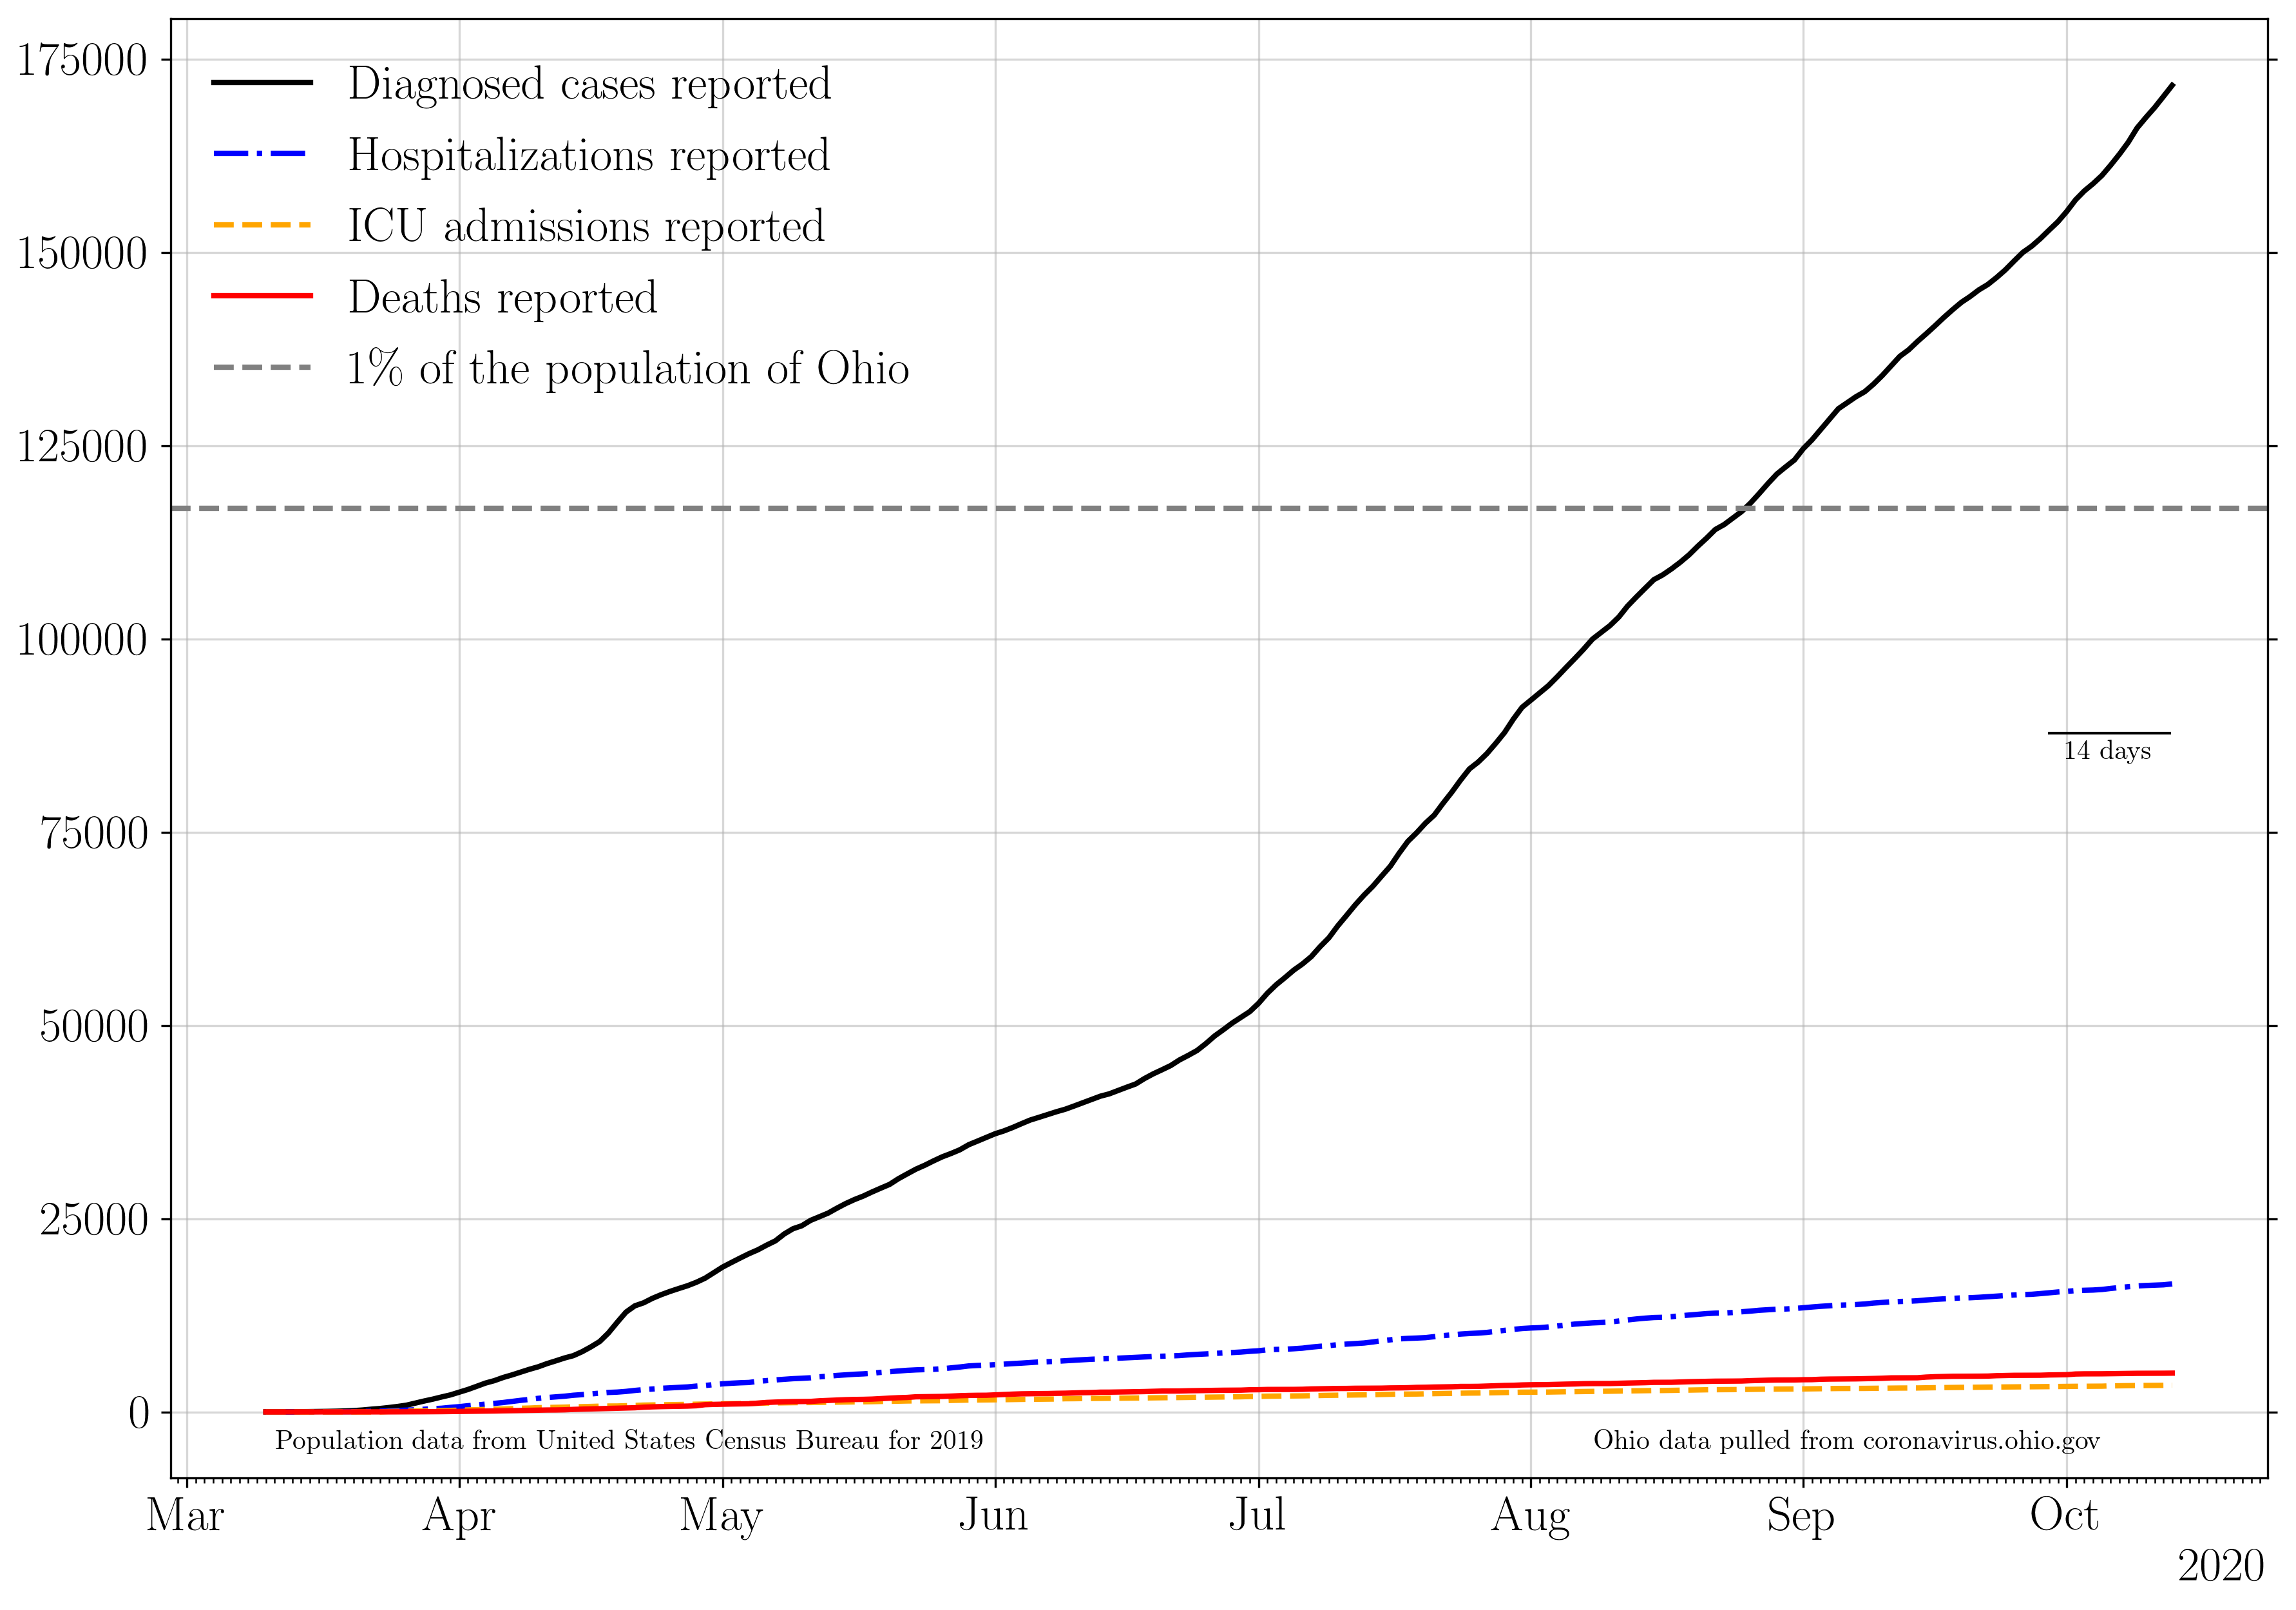 175000
150000
125000
100000
75000
50000
25000
0
Diagnosed cases reported
Hospitalizations reported
ICU admissions reported
Deaths reported
1% of the population of Ohio
14 days
Population data from United States Census Bureau for 2019
Ohio data pulled from coronavirus.ohio.gov
Mar Apr May Jun Jul Aug Sep Oct
2020